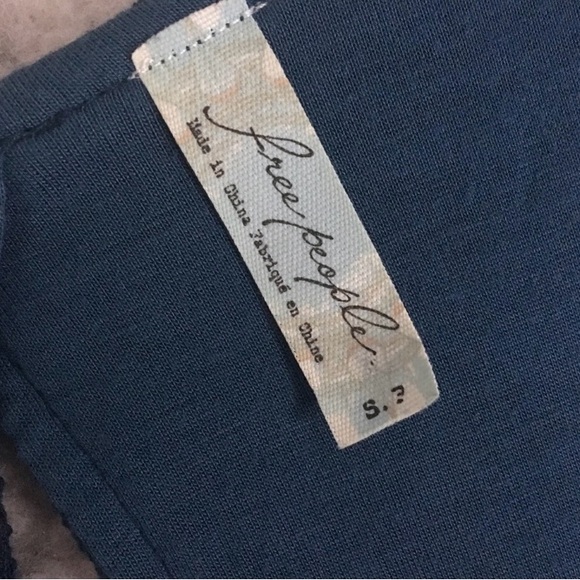 free people
Made in China Fabriqué en Chine
S. P.